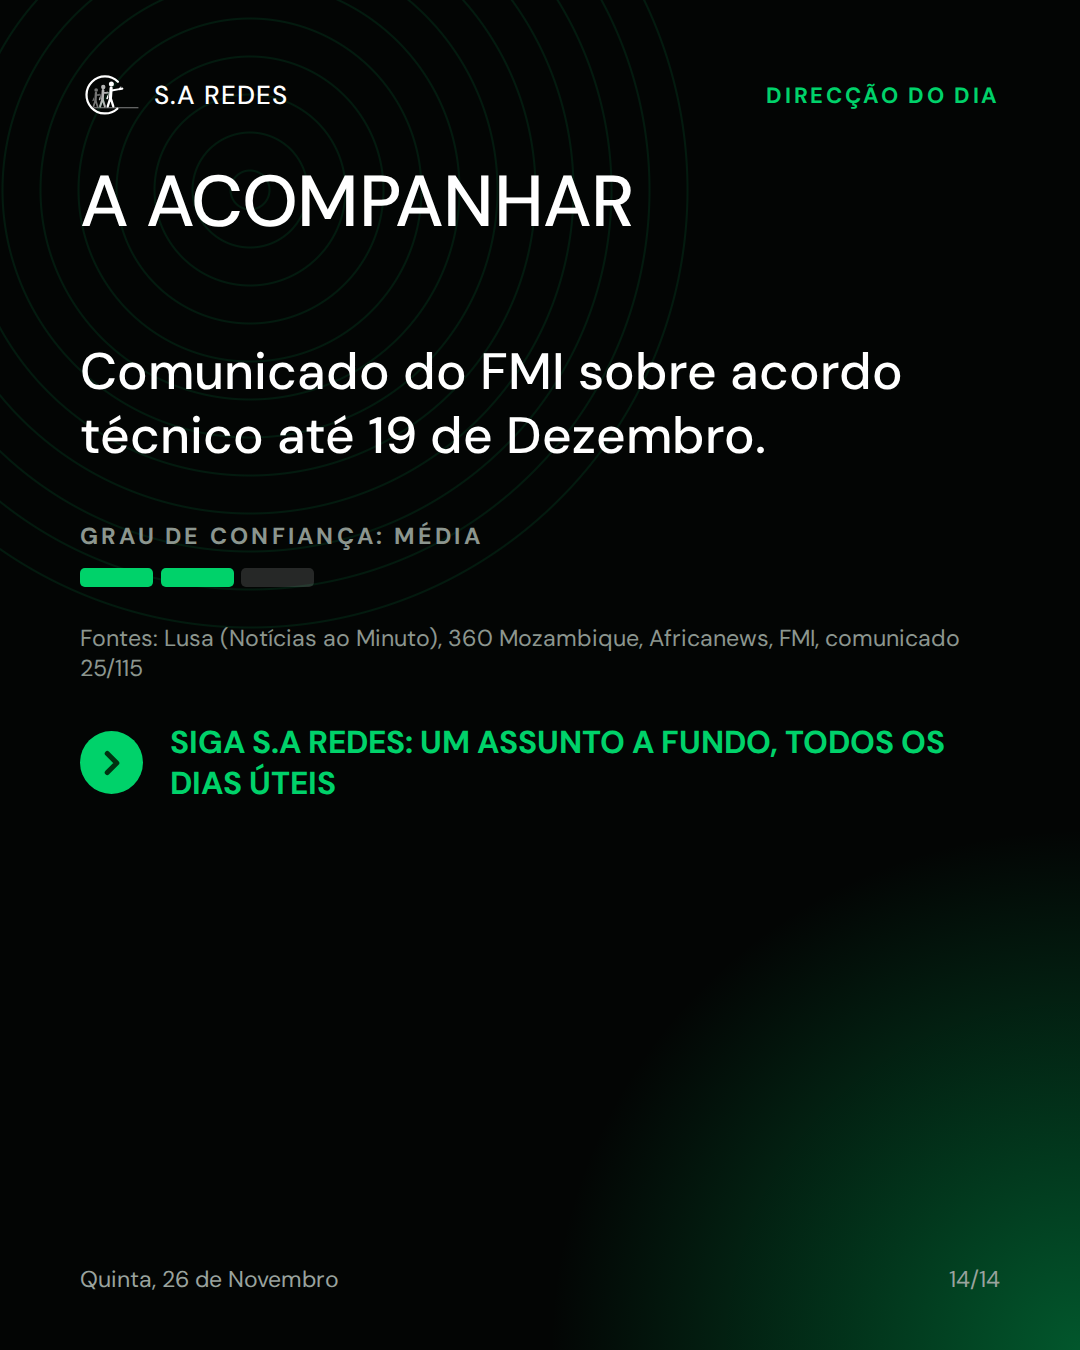 S.A REDES
DIRECÇÃO DO DIA
A ACOMPANHAR
Comunicado do FMI sobre acordo
técnico até 19 de Dezembro.
GRAU DE CONFIANÇA: MÉDIA
Fontes: Lusa (Notícias ao Minuto), 360 Mozambique, Africanews, FMI, comunicado
25/115
SIGA S.A REDES: UM ASSUNTO A FUNDO, TODOS OS
DIAS ÚTEIS
Quinta, 26 de Novembro
14/14